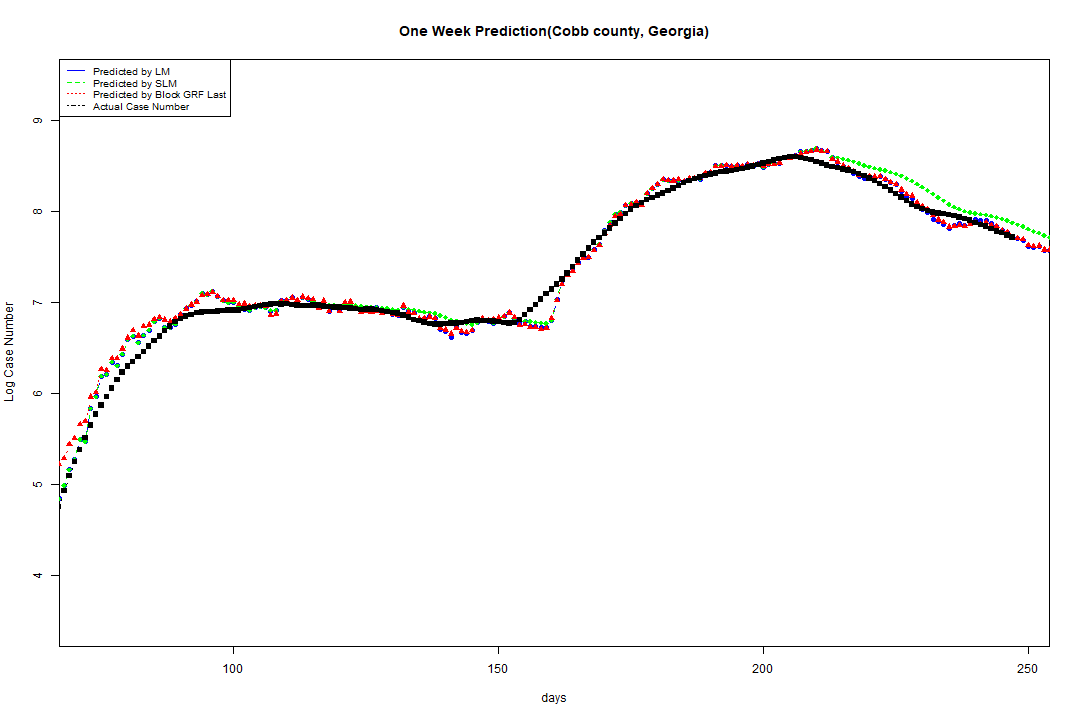 One Week Prediction(Cobb county, Georgia)
Predicted by LM
Predicted by SLM
Predicted by Block GRF Last
Actual Case Number
Log Case Number
9
8
7
6
5
4
100 150 200 250
days